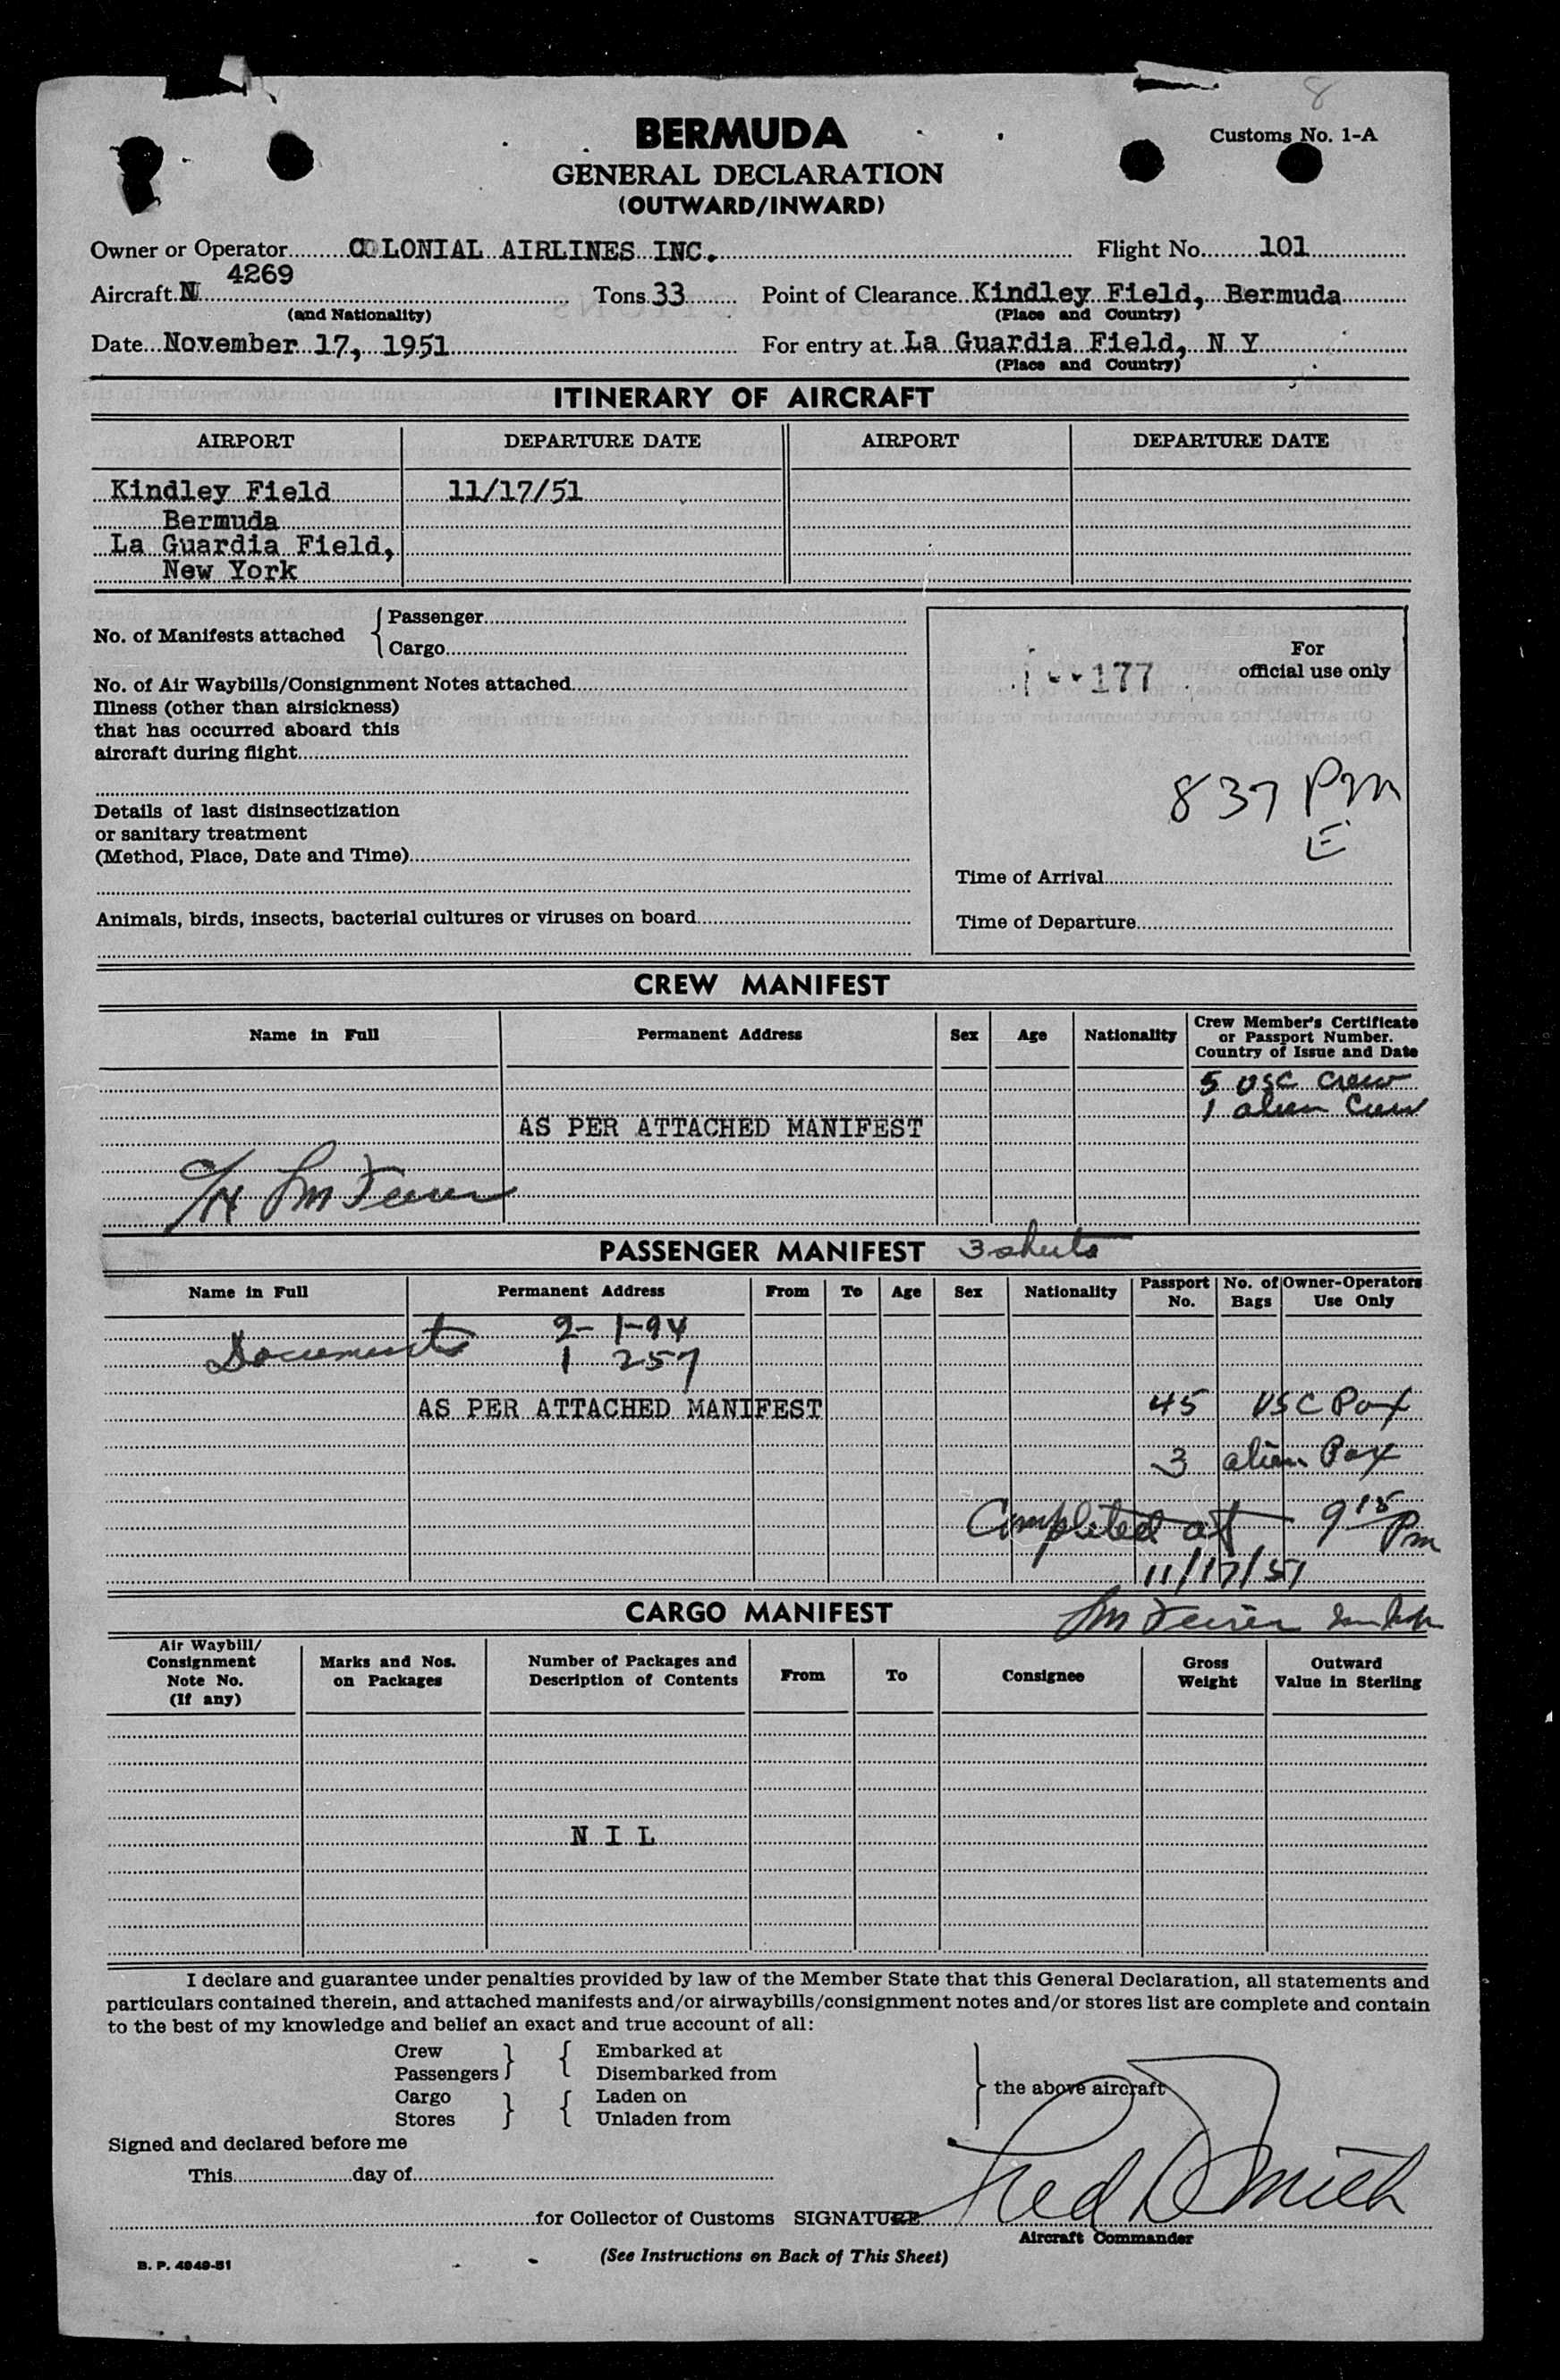 8
BERMUDA
Customs No. 1-A
GENERAL DECLARATION
(OUTWARD/INWARD)
Owner or Operator COLONIAL AIRLINES INC. Flight No. 101
Aircraft N 4269 Tons 33 Point of Clearance Kindley Field, Bermuda
(and Nationality) (Place and Country)
Date November 17, 1951 For entry at La Guardia Field, N Y
(Place and Country)
ITINERARY OF AIRCRAFT
AIRPORT DEPARTURE DATE AIRPORT DEPARTURE DATE
Kindley Field 11/17/51
Bermuda
La Guardia Field,
New York
No. of Manifests attached { Passenger
Cargo
For
official use only
177
No. of Air Waybills/Consignment Notes attached
Illness (other than airsickness)
that has occurred aboard this
aircraft during flight
837 Pm
E
Details of last disinsectization
or sanitary treatment
(Method, Place, Date and Time)
Time of Arrival
Animals, birds, insects, bacterial cultures or viruses on board
Time of Departure
CREW MANIFEST
Name in Full Permanent Address Sex Age Nationality Crew Member's Certificate
or Passport Number.
Country of Issue and Date
5 USC Crew
1 alien Crew
AS PER ATTACHED MANIFEST
PASSENGER MANIFEST 3 sheets
Name in Full Permanent Address From To Age Sex Nationality Passport No. No. of Bags Owner-Operators Use Only
Documents 2- 1-94
1 257
AS PER ATTACHED MANIFEST 45 USC Pax
3 alien Pax
Completed at 9 15 Pm
11/17/51
CARGO MANIFEST
Air Waybill/
Consignment
Note No.
(If any)
Marks and Nos.
on Packages
Number of Packages and
Description of Contents
From To Consignee
Gross
Weight
Outward
Value in Sterling
N I L
I declare and guarantee under penalties provided by law of the Member State that this General Declaration, all statements and
particulars contained therein, and attached manifests and/or airwaybills/consignment notes and/or stores list are complete and contain
to the best of my knowledge and belief an exact and true account of all:
Crew } { Embarked at
Passengers Disembarked from
} the above aircraft
Cargo } { Laden on
Stores Unladen from
Signed and declared before me
This day of
for Collector of Customs SIGNATURE Fred D Smith
Aircraft Commander
B. P. 4949-51
(See Instructions on Back of This Sheet)